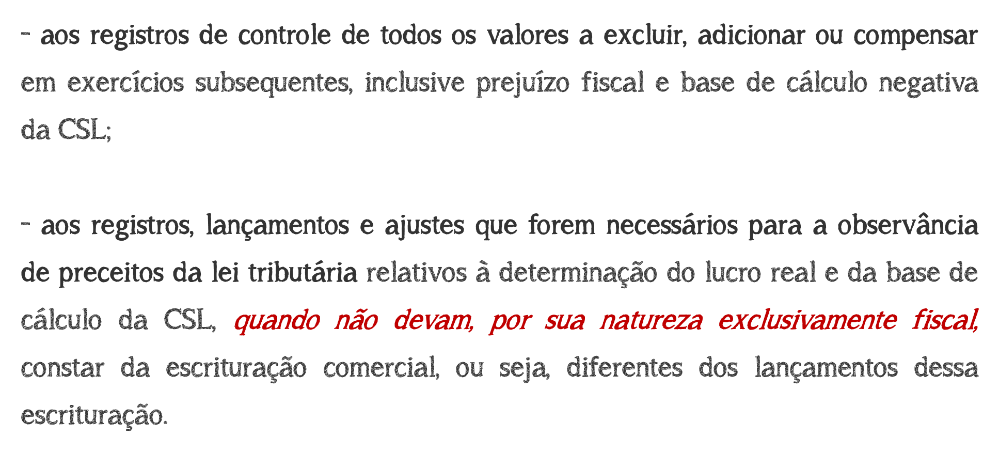 - aos registros de controle de todos os valores a excluir, adicionar ou compensar
em exercícios subsequentes, inclusive prejuízo fiscal e base de cálculo negativa
da CSL;
- aos registros, lançamentos e ajustes que forem necessários para a observância
de preceitos da lei tributária relativos à determinação do lucro real e da base de
cálculo da CSL, quando não devam, por sua natureza exclusivamente fiscal,
constar da escrituração comercial, ou seja, diferentes dos lançamentos dessa
escrituração.